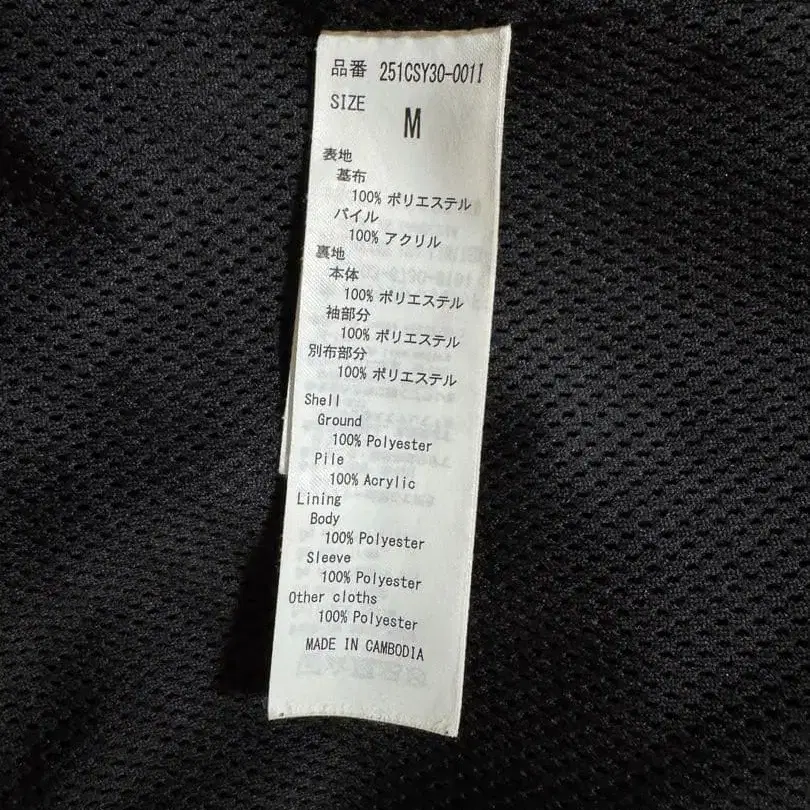 品番 251CSY30-001I
SIZE
M
表地
基布
100% ポリエステル
パイル
100% アクリル
裏地
本体
100% ポリエステル
袖部分
100% ポリエステル
別布部分
100% ポリエステル
Shell
Ground
100% Polyester
Pile
100% Acrylic
Lining
Body
100% Polyester
Sleeve
100% Polyester
Other cloths
100% Polyester
MADE IN CAMBODIA